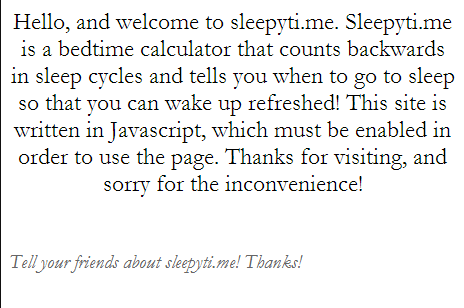 Hello, and welcome to sleepyti.me. Sleepyti.me
is a bedtime calculator that counts backwards
in sleep cycles and tells you when to go to sleep
so that you can wake up refreshed! This site is
written in Javascript, which must be enabled in
order to use the page. Thanks for visiting, and
sorry for the inconvenience!
Tell your friends about sleepyti.me! Thanks!